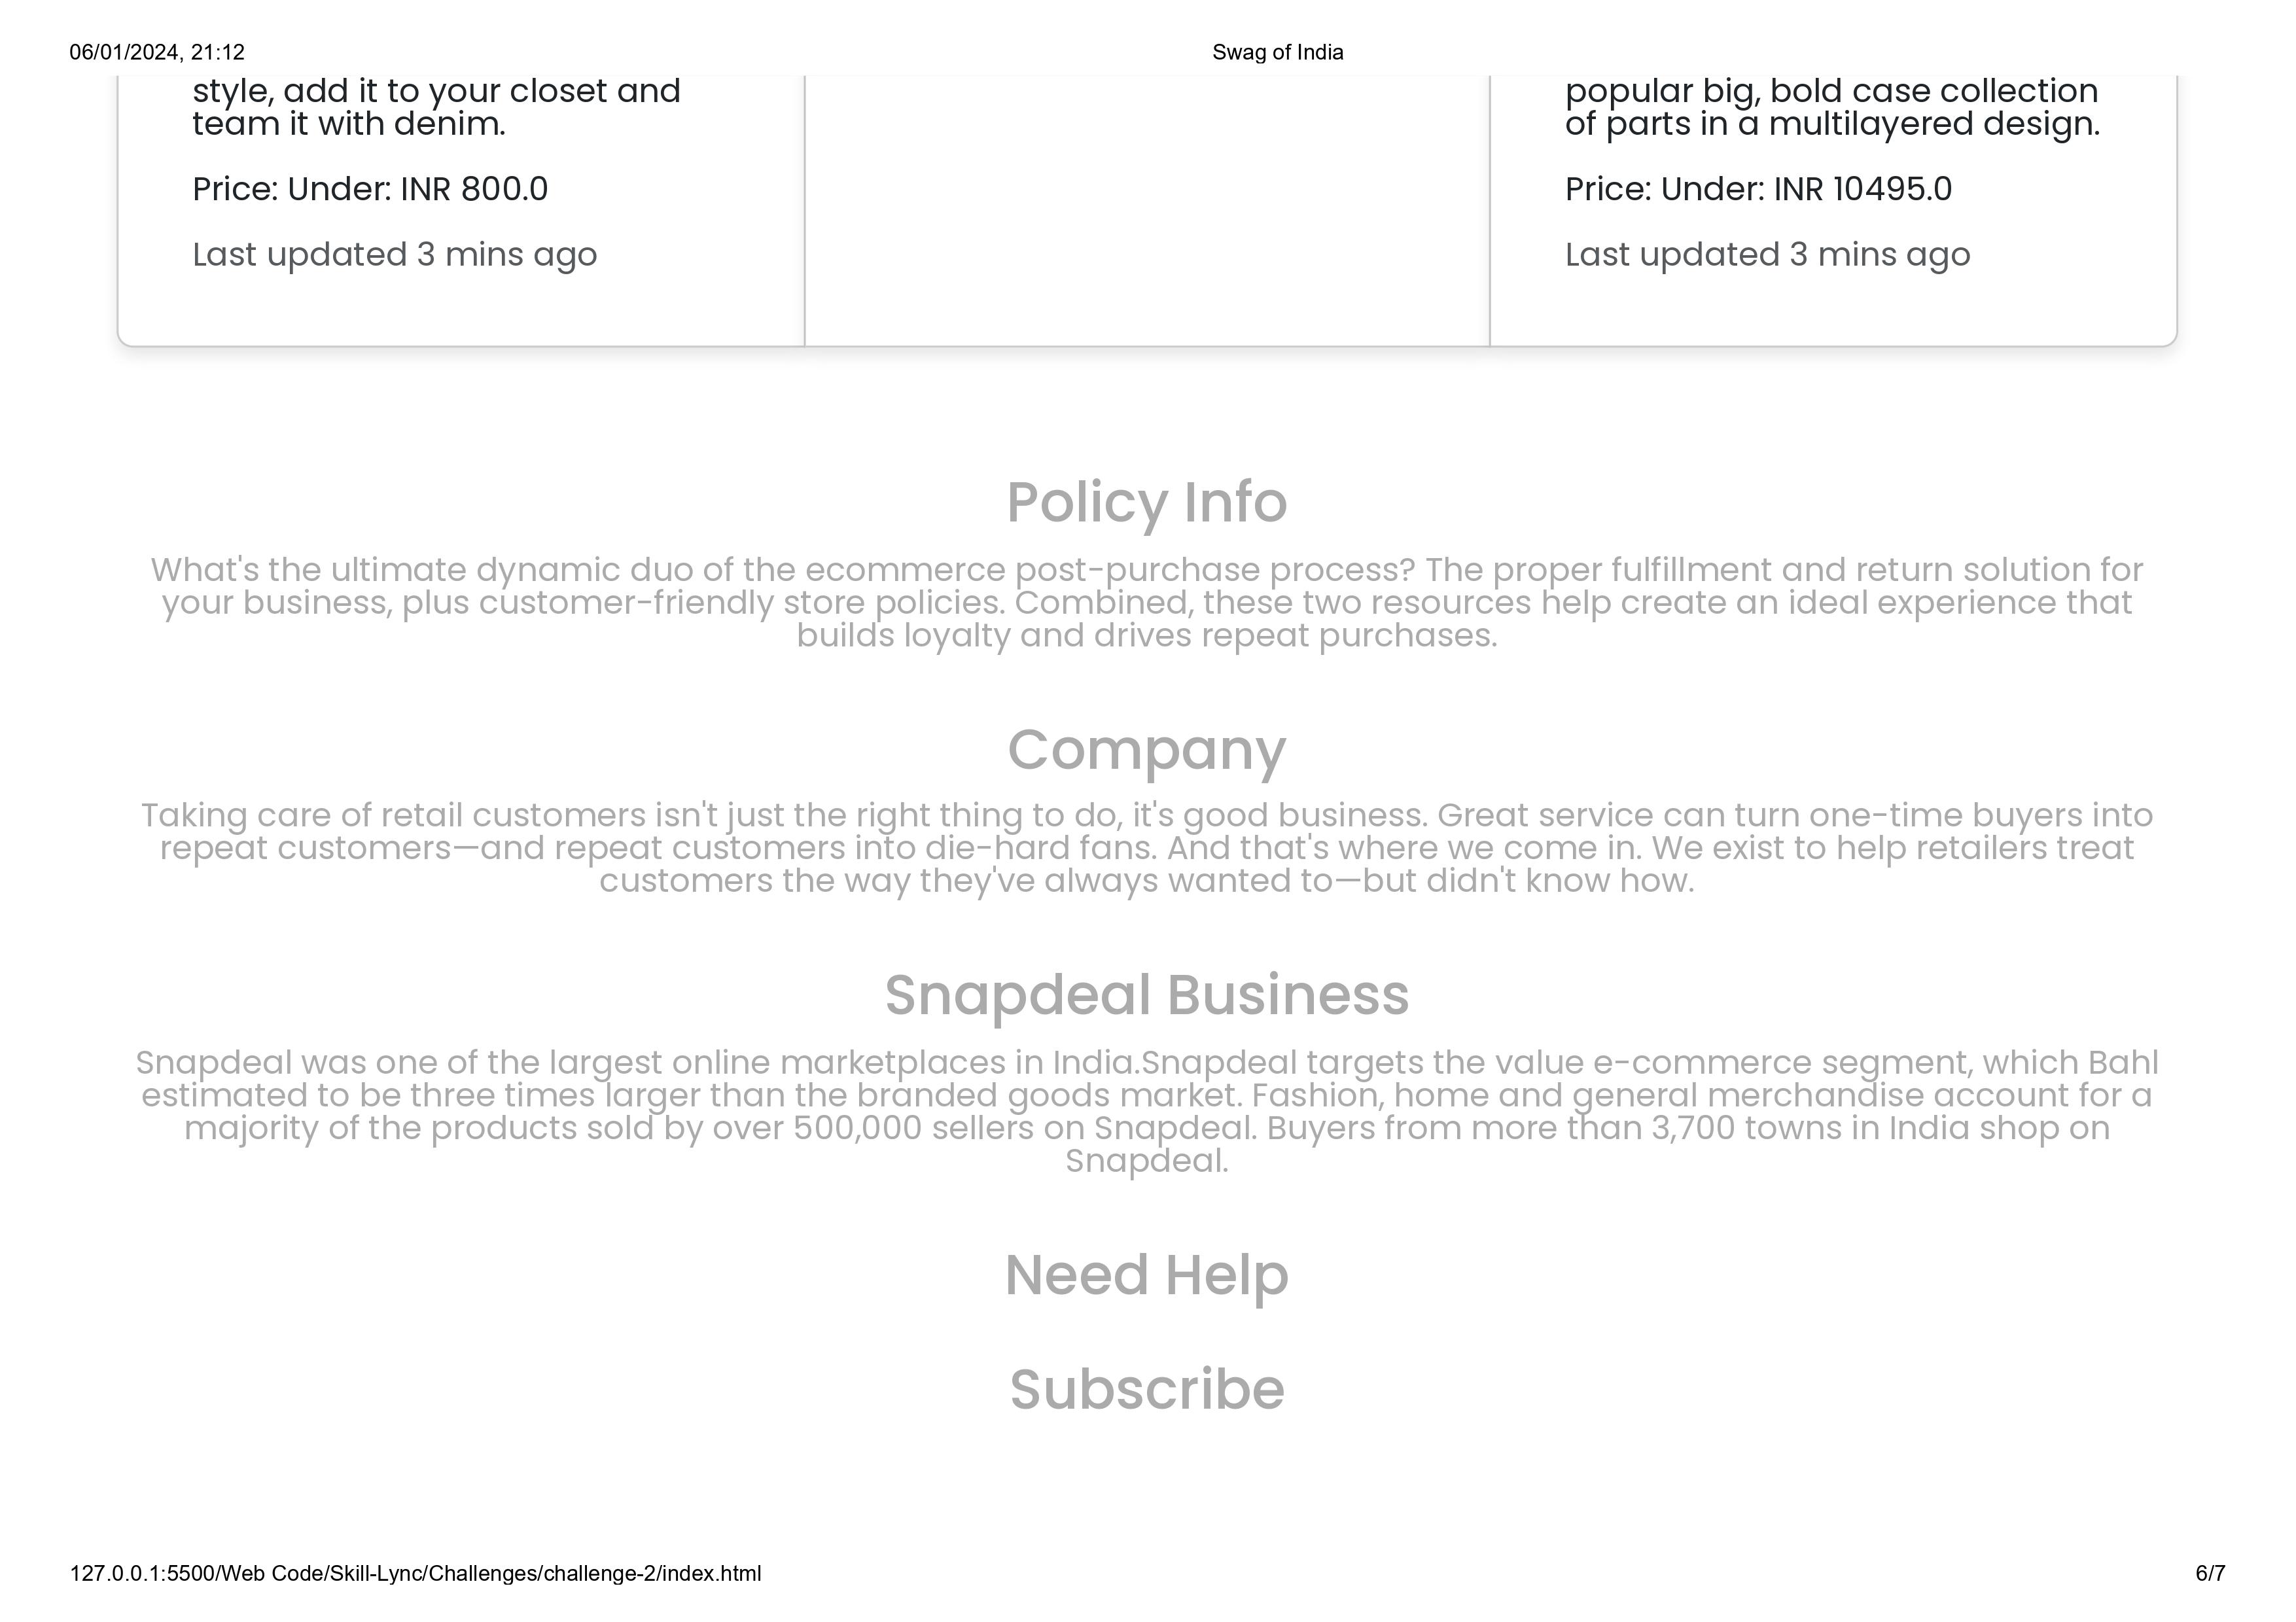 06/01/2024, 21:12
Swag of India
style, add it to your closet and
team it with denim.
Price: Under: INR 800.0
Last updated 3 mins ago
popular big, bold case collection
of parts in a multilayered design.
Price: Under: INR 10495.0
Last updated 3 mins ago
Policy Info
What's the ultimate dynamic duo of the ecommerce post-purchase process? The proper fulfillment and return solution for
your business, plus customer-friendly store policies. Combined, these two resources help create an ideal experience that
builds loyalty and drives repeat purchases.
Company
Taking care of retail customers isn't just the right thing to do, it's good business. Great service can turn one-time buyers into
repeat customers—and repeat customers into die-hard fans. And that's where we come in. We exist to help retailers treat
customers the way they've always wanted to—but didn't know how.
Snapdeal Business
Snapdeal was one of the largest online marketplaces in India.Snapdeal targets the value e-commerce segment, which Bahl
estimated to be three times larger than the branded goods market. Fashion, home and general merchandise account for a
majority of the products sold by over 500,000 sellers on Snapdeal. Buyers from more than 3,700 towns in India shop on
Snapdeal.
Need Help
Subscribe
127.0.0.1:5500/Web Code/Skill-Lync/Challenges/challenge-2/index.html
6/7